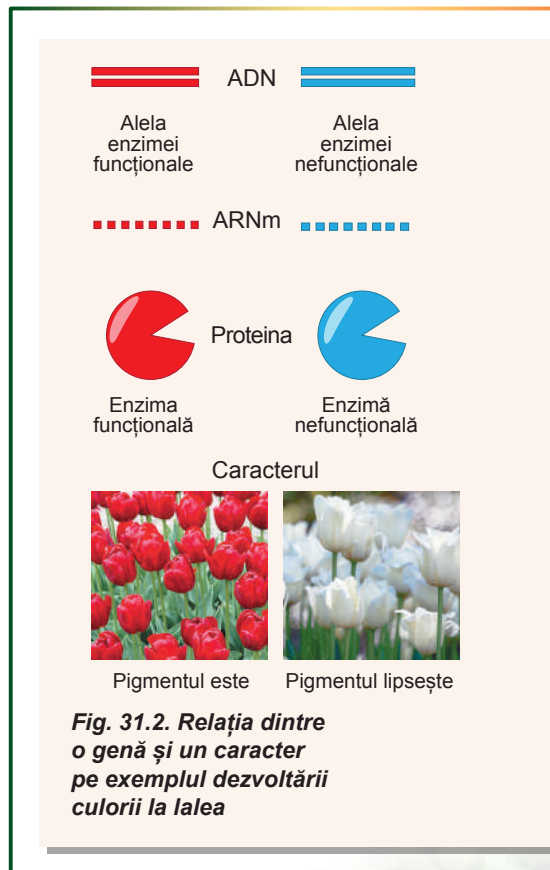 ADN
Alela
enzimei
funcționale
Alela
enzimei
nefuncționale
ARNm
Proteina
Enzima
funcțională
Enzimă
nefuncțională
Caracterul
Pigmentul este
Pigmentul lipsește
Fig. 31.2. Relația dintre
o genă și un caracter
pe exemplul dezvoltării
culorii la lalea